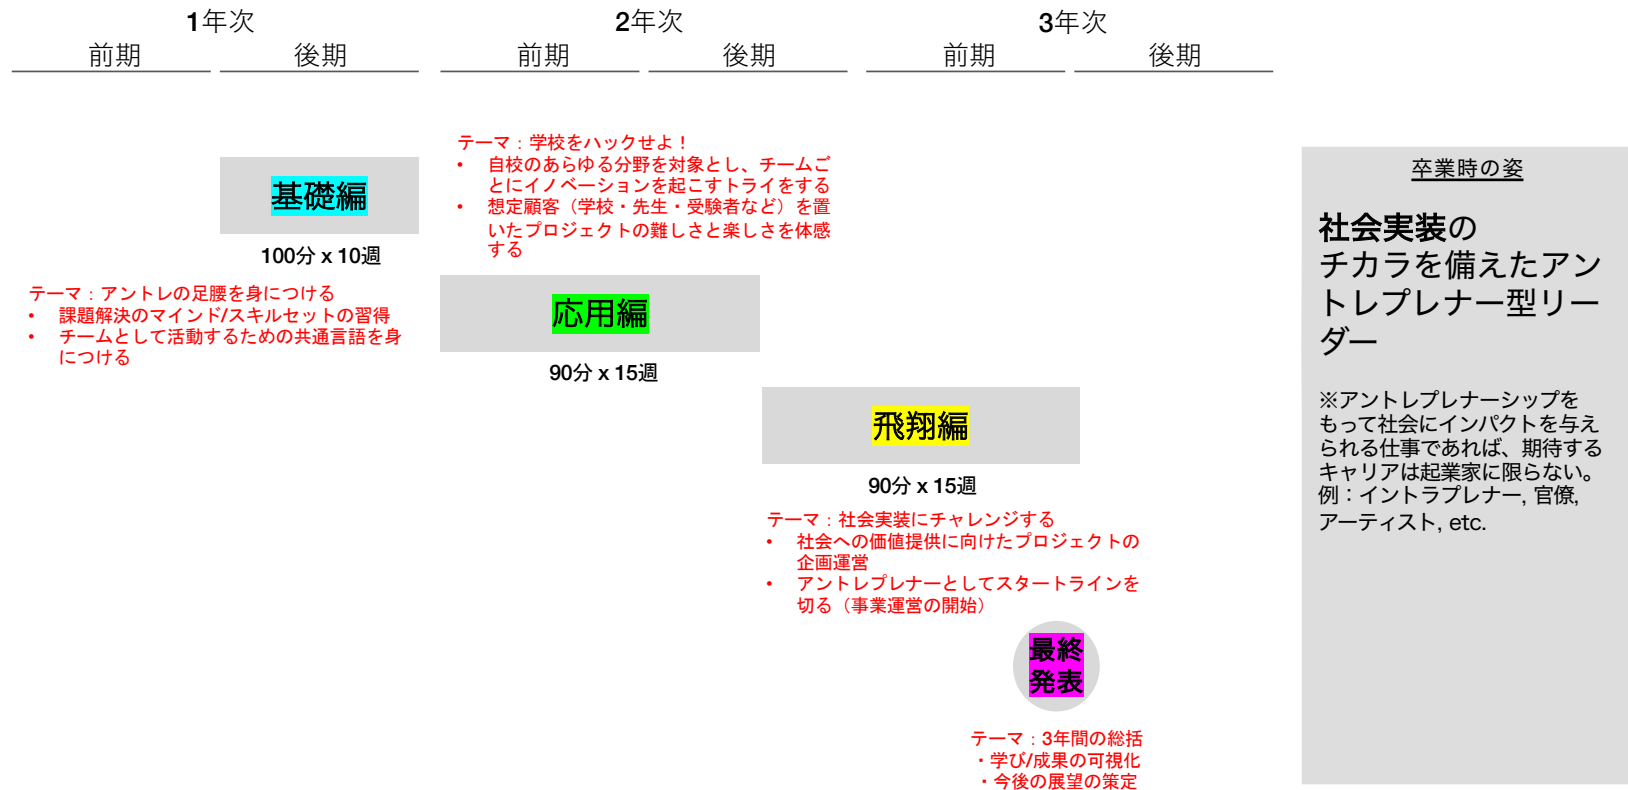 1年次
2年次
3年次
前期
後期
前期
後期
前期
後期
基礎編
100分 x 10週
テーマ：アントレの足腰を身につける
• 課題解決のマインド/スキルセットの習得
• チームとして活動するための共通言語を身
につける
テーマ：学校をハックせよ！
• 自校のあらゆる分野を対象とし、チームご
とにイノベーションを起こすトライをする
• 想定顧客（学校・先生・受験者など）を置
いたプロジェクトの難しさと楽しさを体感
する
応用編
90分 x 15週
飛翔編
90分 x 15週
テーマ：社会実装にチャレンジする
• 社会への価値提供に向けたプロジェクトの
企画運営
• アントレプレナーとしてスタートラインを
切る（事業運営の開始）
最終
発表
テーマ：3年間の総括
・学び/成果の可視化
・今後の展望の策定
卒業時の姿
社会実装の
チカラを備えたアン
トレプレナー型リー
ダー
※アントレプレナーシップを
もって社会にインパクトを与え
られる仕事であれば、期待する
キャリアは起業家に限らない。
例：イントラプレナー, 官僚,
アーティスト, etc.